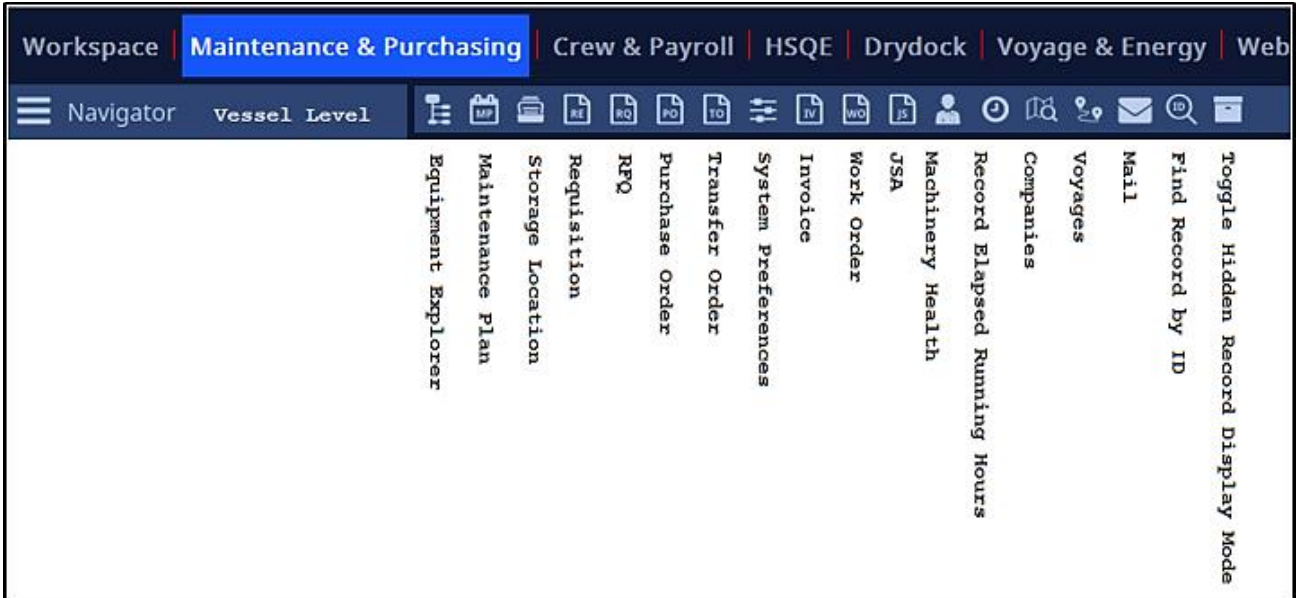 Workspace Maintenance & Purchasing Crew & Payroll HSQE Drydock Voyage & Energy Web
Navigator Vessel Level MP RE RQ PO TO IV WO JS ID
Equipment Explorer
Maintenance Plan
Storage Location
Requisition
RFQ
Purchase Order
Transfer Order
System Preferences
Invoice
Work Order
JSA
Machinery Health
Record Elapsed Running Hours
Companies
Voyages
Mail
Find Record by ID
Toggle Hidden Record Display Mode